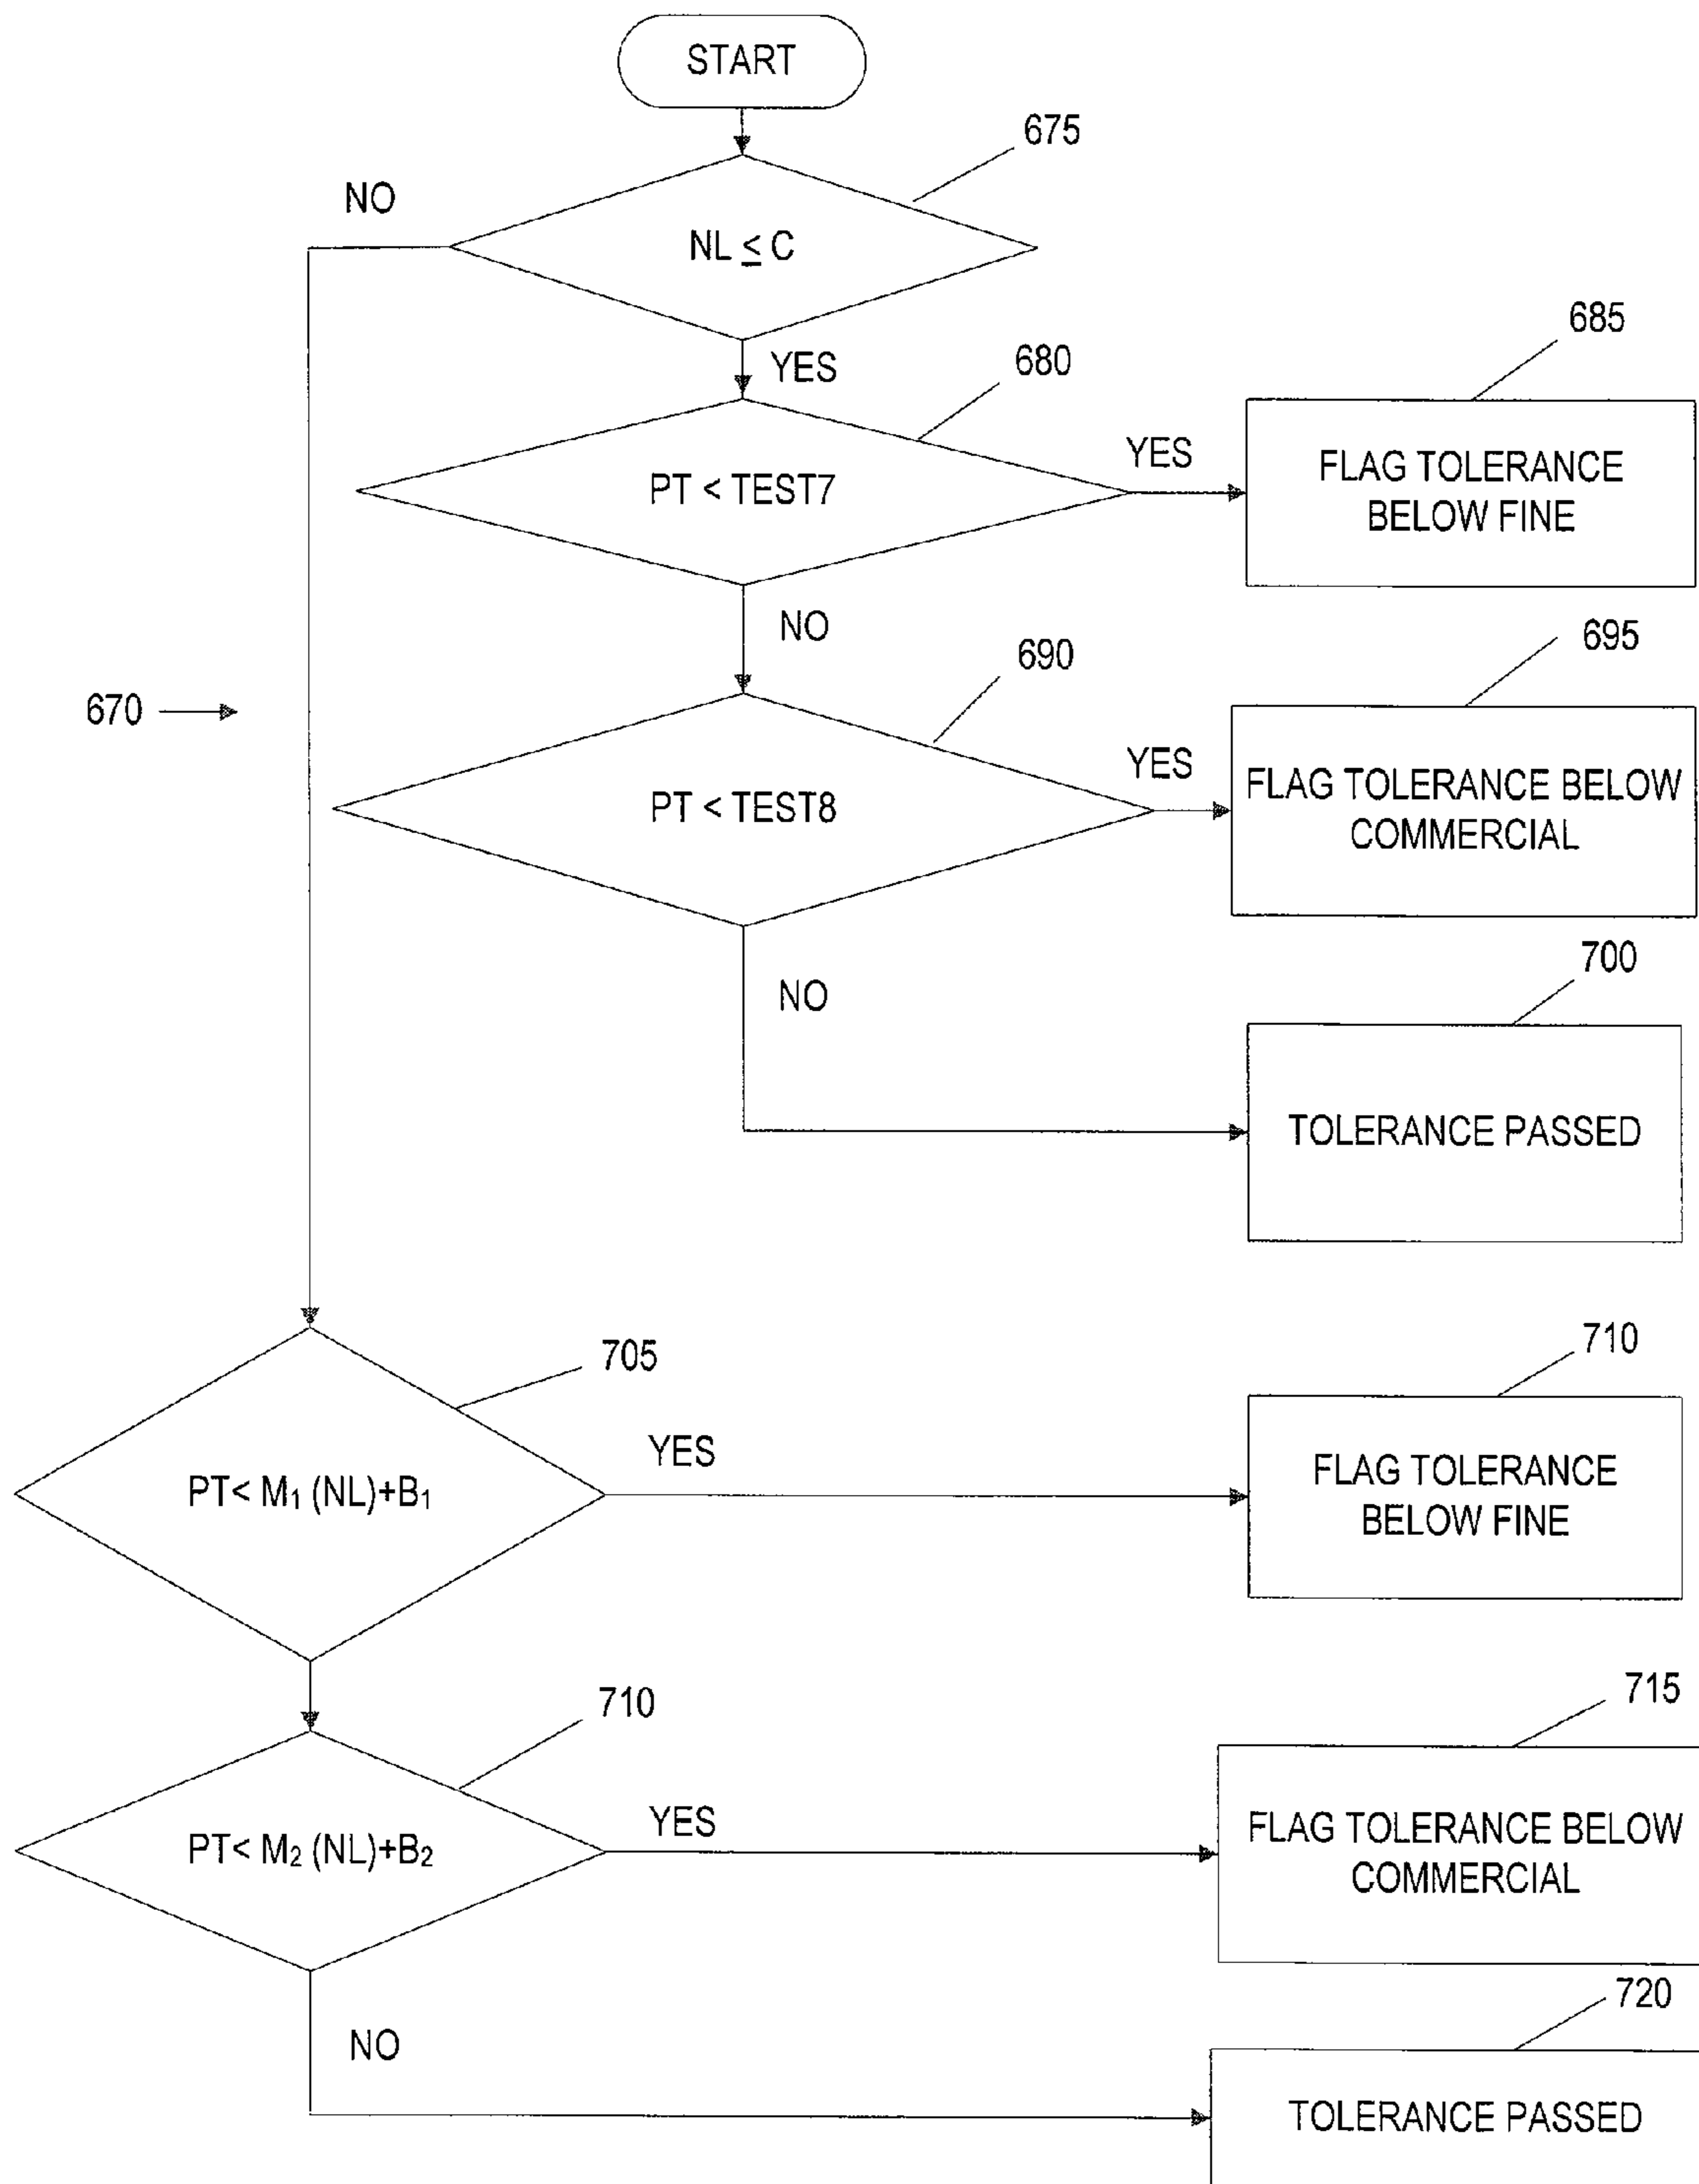 START
675
NO
NL ≤ C
685
YES
680
PT < TEST7
YES
FLAG TOLERANCE
BELOW FINE
NO
690
695
670
PT < TEST8
YES
FLAG TOLERANCE BELOW
COMMERCIAL
700
NO
TOLERANCE PASSED
705
710
PT< M₁ (NL)+B₁
YES
FLAG TOLERANCE
BELOW FINE
710
715
PT< M₂ (NL)+B₂
YES
FLAG TOLERANCE BELOW
COMMERCIAL
720
NO
TOLERANCE PASSED